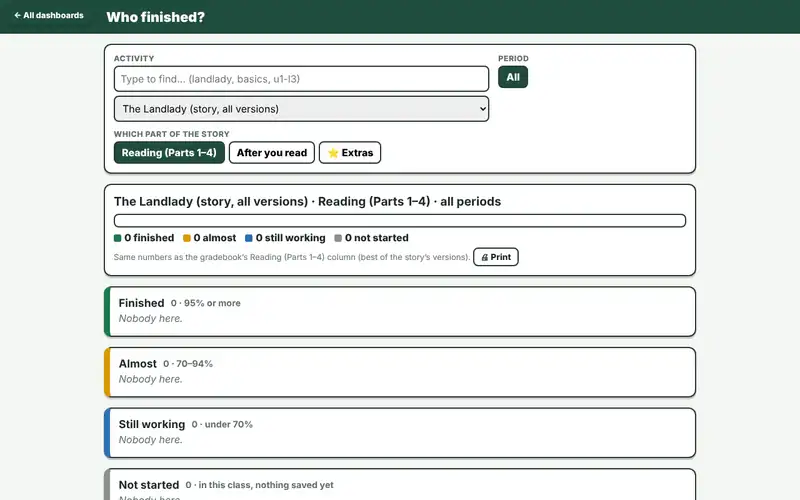 ← All dashboards
Who finished?
ACTIVITY
PERIOD
Type to find... (landlady, basics, u1-l3)
All
The Landlady (story, all versions)
WHICH PART OF THE STORY
Reading (Parts 1–4)
After you read
⭐ Extras
The Landlady (story, all versions) · Reading (Parts 1–4) · all periods
0 finished
0 almost
0 still working
0 not started
Same numbers as the gradebook's Reading (Parts 1–4) column (best of the story's versions).
🖨 Print
Finished 0 · 95% or more
Nobody here.
Almost 0 · 70–94%
Nobody here.
Still working 0 · under 70%
Nobody here.
Not started 0 · in this class, nothing saved yet
Nobody here.